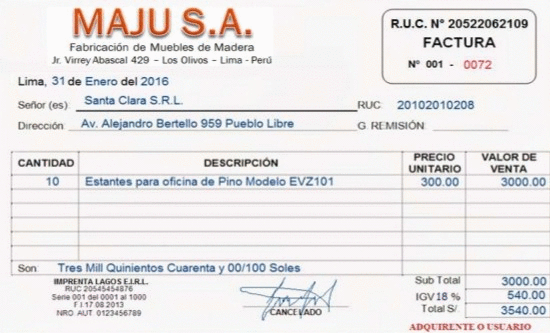 MAJU S.A.
Fabricación de Muebles de Madera
Jr. Virrey Abascal 429 - Los Olivos - Lima - Perú
R.U.C. N° 20522062109
FACTURA
N° 001 - 0072
Lima, 31 de Enero del 2016
Señor (es): Santa Clara S.R.L. RUC: 20102010208
Dirección: Av. Alejandro Bertello 959 Pueblo Libre G. REMISIÓN:
CANTIDAD DESCRIPCIÓN PRECIO UNITARIO VALOR DE VENTA
10 Estantes para oficina de Pino Modelo EVZ101 300.00 3000.00
Son: Tres Mill Quinientos Cuarenta y 00/100 Soles
IMPRENTA LAGOS E.I.R.L.
RUC 20545454876
Serie 001 del 0001 al 1000
F.I 17.08.2013
NRO. AUT. 0123456789
CANCELADO
Sub Total 3000.00
IGV 18 % 540.00
Total S/. 3540.00
ADQUIRENTE O USUARIO